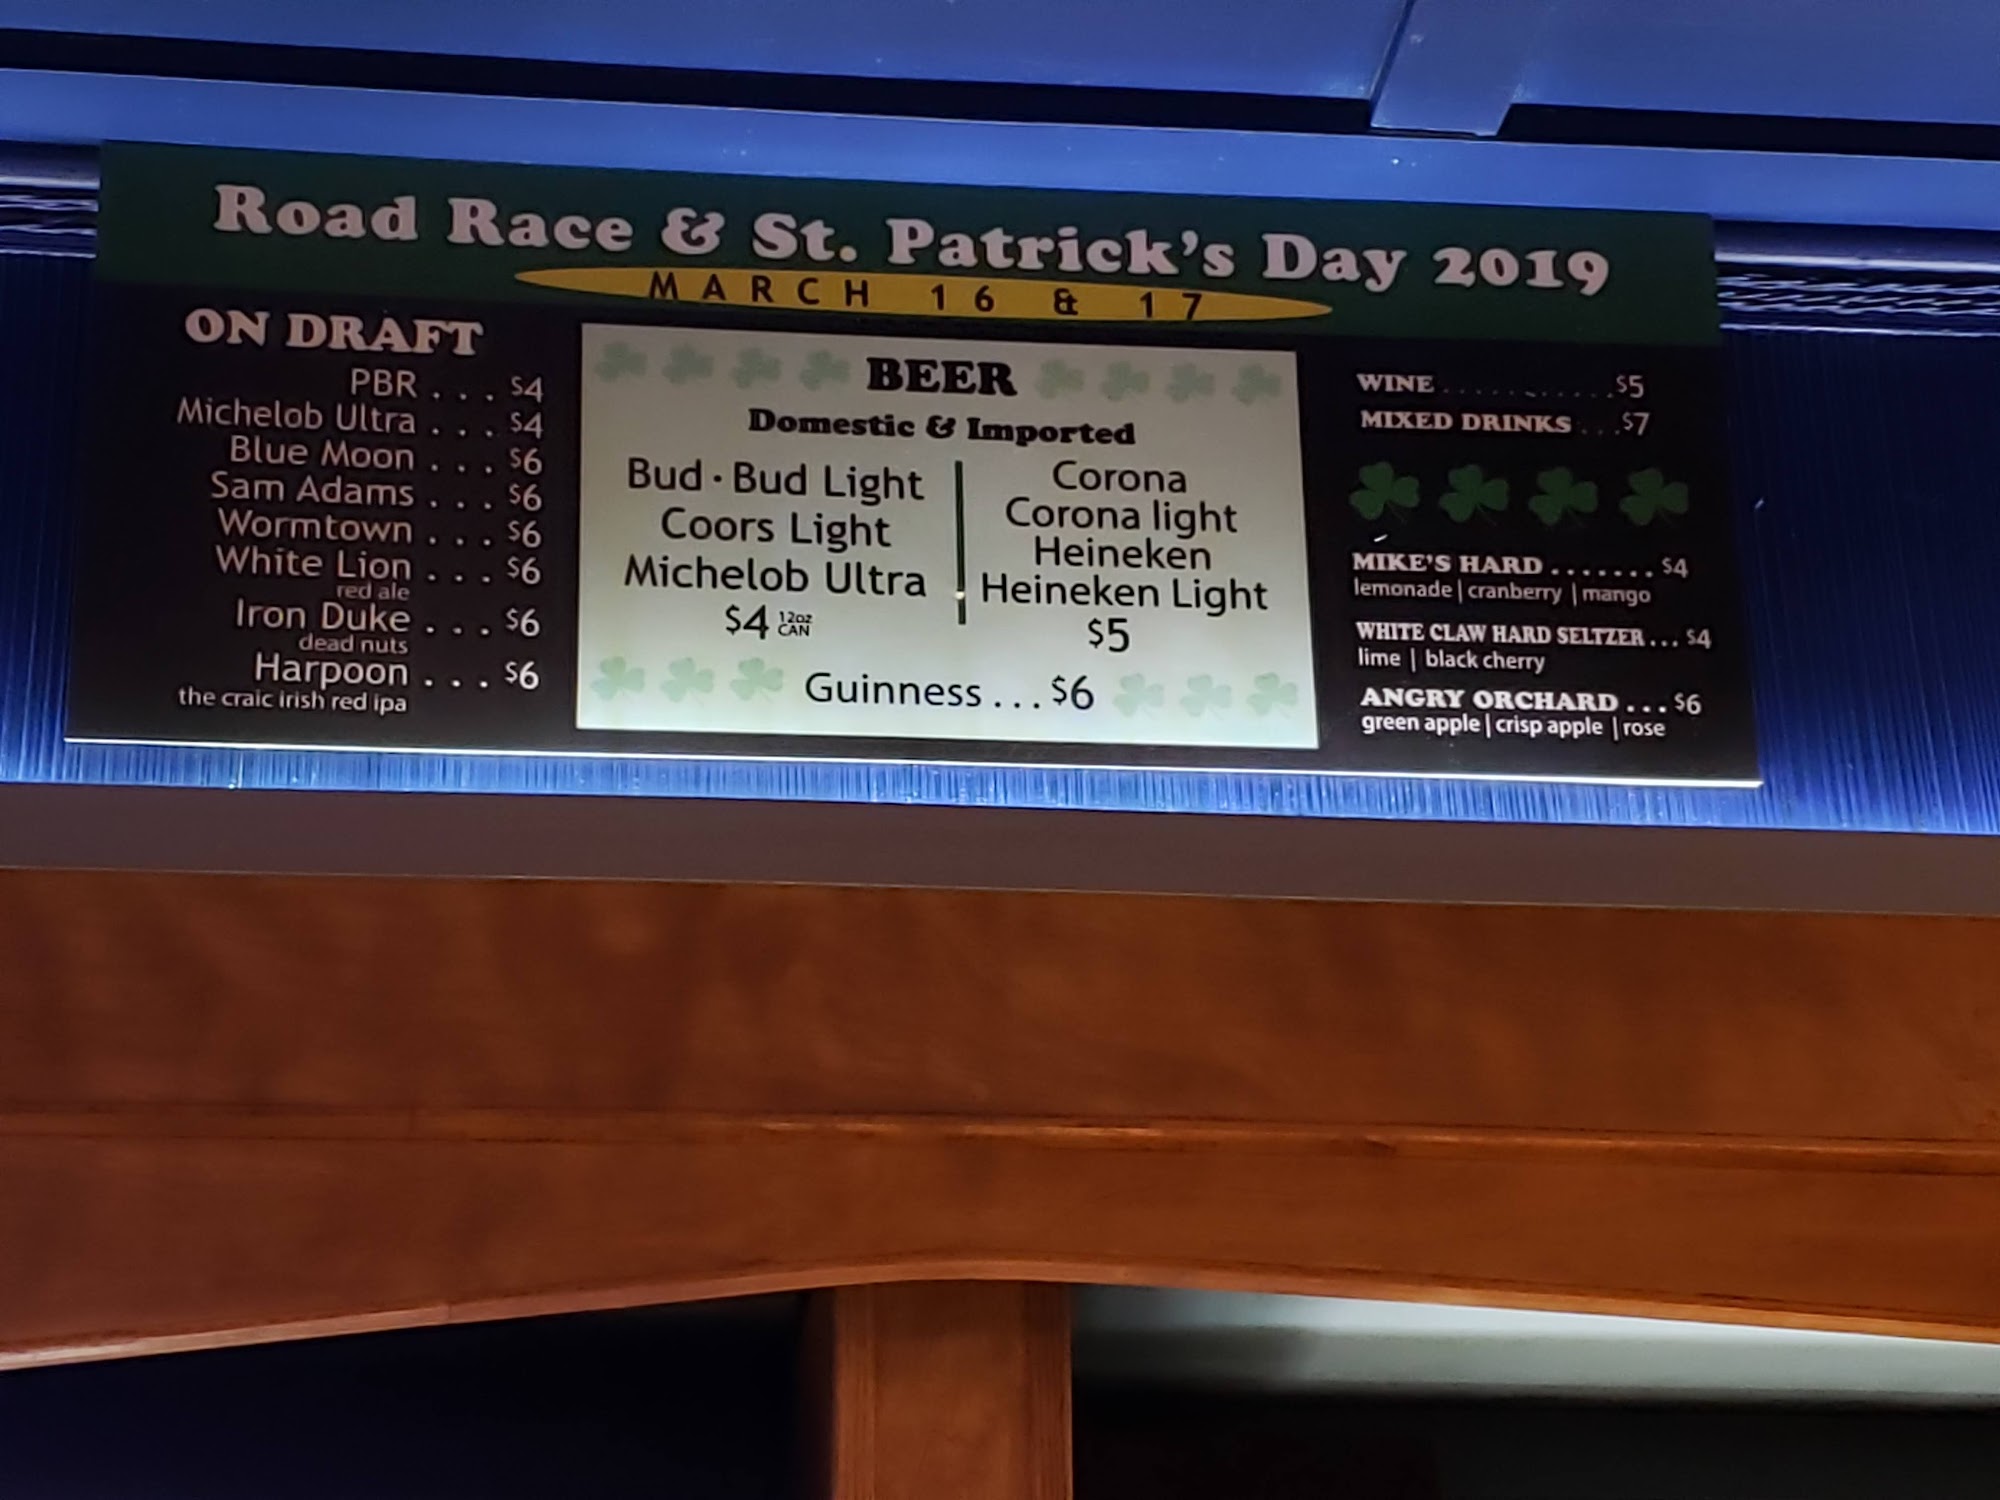 Road Race & St. Patrick's Day 2019
MARCH 16 & 17
ON DRAFT
PBR . . . $4
Michelob Ultra . . . $4
Blue Moon . . . $6
Sam Adams . . . $6
Wormtown . . . $6
White Lion . . . $6
red ale
Iron Duke . . . $6
dead nuts
Harpoon . . . $6
the craic irish red ipa
BEER
Domestic & Imported
Bud · Bud Light
Coors Light
Michelob Ultra
$4 12oz CAN
Corona
Corona light
Heineken
Heineken Light
$5
Guinness . . . $6
WINE . . . . . . . . . . . . $5
MIXED DRINKS . . . $7
MIKE'S HARD . . . . . . . $4
lemonade | cranberry | mango
WHITE CLAW HARD SELTZER . . . $4
lime | black cherry
ANGRY ORCHARD . . . $6
green apple | crisp apple | rose